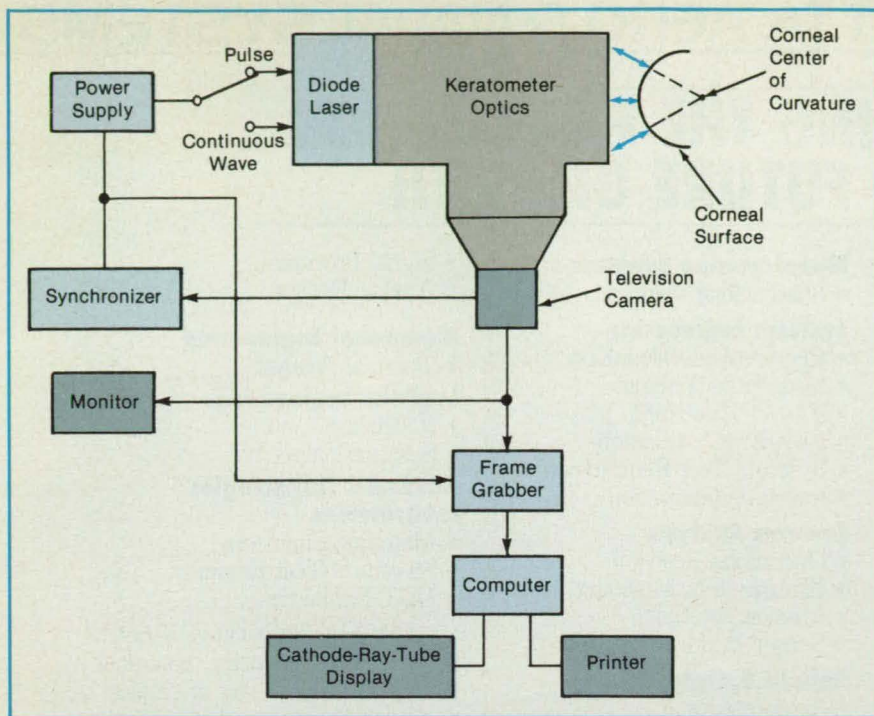 Power
Supply
Pulse
Continuous
Wave
Diode
Laser
Keratometer
Optics
Corneal
Center
of
Curvature
Corneal
Surface
Synchronizer
Television
Camera
Monitor
Frame
Grabber
Computer
Cathode-Ray-Tube
Display
Printer